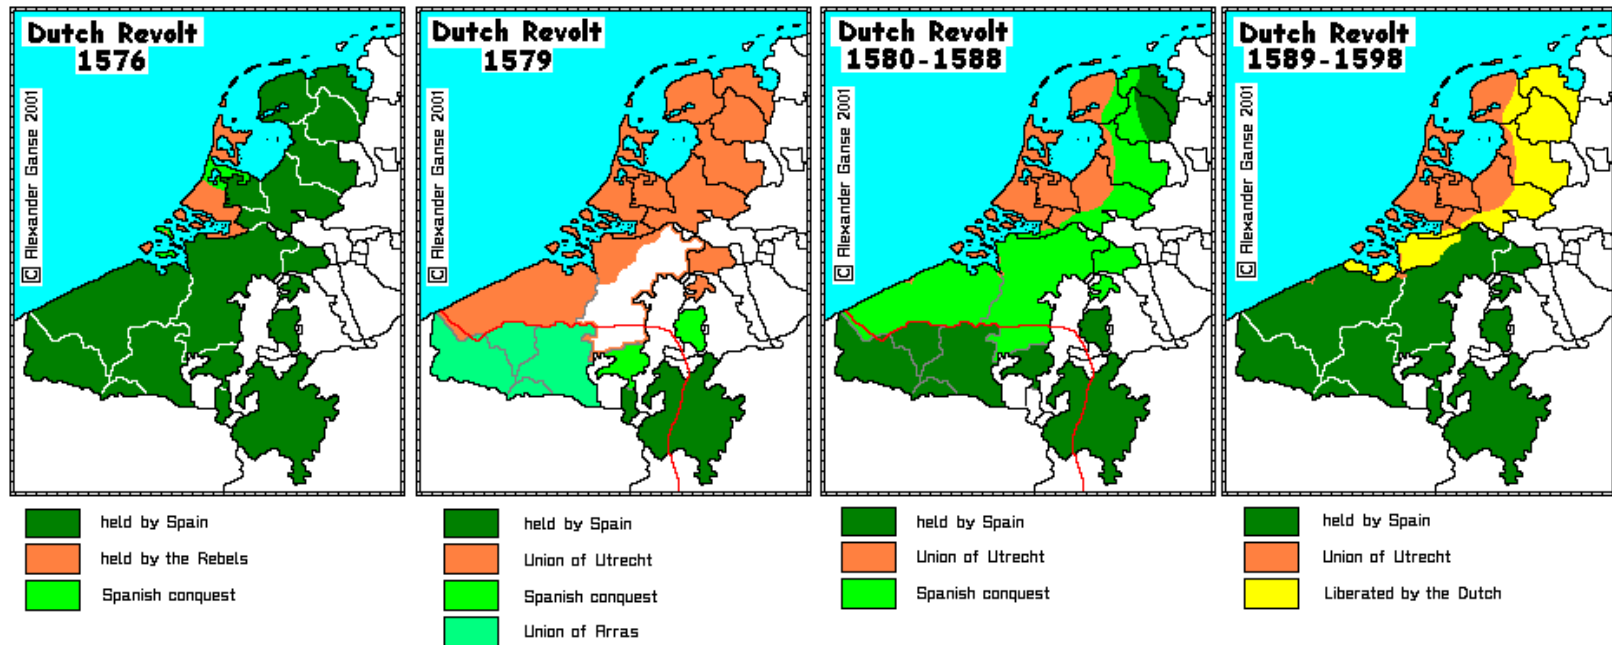 Dutch Revolt
1576
© Alexander Ganse 2001
held by Spain
held by the Rebels
Spanish conquest
Dutch Revolt
1579
© Alexander Ganse 2001
held by Spain
Union of Utrecht
Spanish conquest
Union of Arras
Dutch Revolt
1580-1588
© Alexander Ganse 2001
held by Spain
Union of Utrecht
Spanish conquest
Dutch Revolt
1589-1598
© Alexander Ganse 2001
held by Spain
Union of Utrecht
Liberated by the Dutch